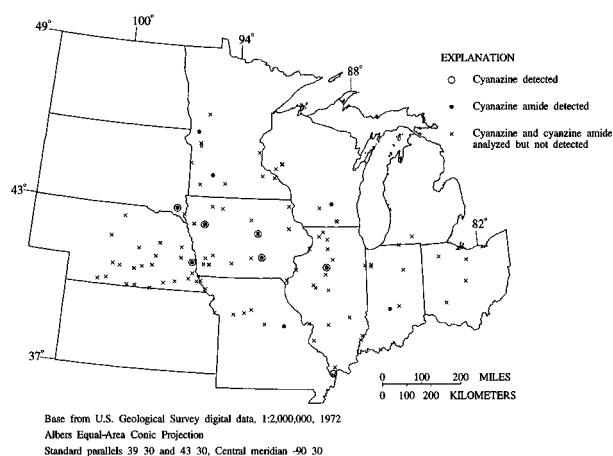 49°
100°
94°
88°
EXPLANATION
Cyanazine detected
Cyanazine amide detected
Cyanazine and cyanzine amide
analyzed but not detected
43°
82°
37°
0 100 200 MILES
0 100 200 KILOMETERS
Base from U.S. Geological Survey digital data, 1:2,000,000, 1972
Albers Equal-Area Conic Projection
Standard parallels 39 30 and 43 30, Central meridian -90 30